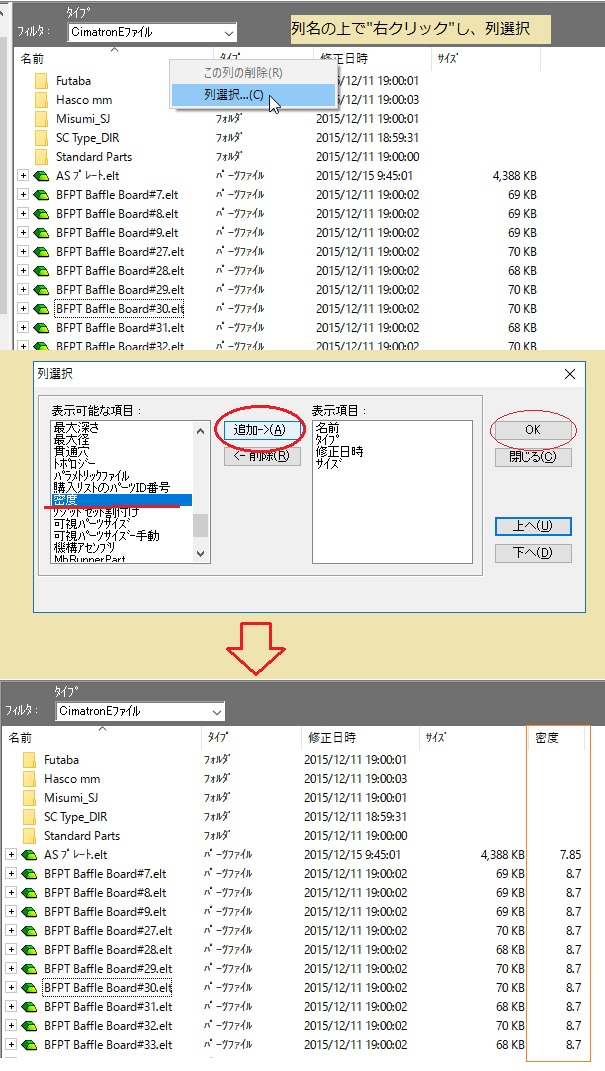 ﾀｲﾌﾟ
ﾌｨﾙﾀ： CimatronEﾌｧｲﾙ
列名の上で"右クリック"し、列選択
名前 ﾀｲﾌﾟ 修正日時 ｻｲｽﾞ
この列の削除(R)
列選択...(C)
Futaba 2015/12/11 19:00:01
Hasco mm 2015/12/11 19:00:03
Misumi_SJ ﾌｫﾙﾀﾞ 2015/12/11 19:00:01
SC Type_DIR ﾌｫﾙﾀﾞ 2015/12/11 18:59:31
Standard Parts ﾌｫﾙﾀﾞ 2015/12/11 19:00:00
AS ﾌﾟﾚｰﾄ.elt ﾊﾟｰﾂﾌｧｲﾙ 2015/12/15 9:45:01 4,388 KB
BFPT Baffle Board#7.elt ﾊﾟｰﾂﾌｧｲﾙ 2015/12/11 19:00:02 69 KB
BFPT Baffle Board#8.elt ﾊﾟｰﾂﾌｧｲﾙ 2015/12/11 19:00:02 69 KB
BFPT Baffle Board#9.elt ﾊﾟｰﾂﾌｧｲﾙ 2015/12/11 19:00:02 69 KB
BFPT Baffle Board#27.elt ﾊﾟｰﾂﾌｧｲﾙ 2015/12/11 19:00:02 70 KB
BFPT Baffle Board#28.elt ﾊﾟｰﾂﾌｧｲﾙ 2015/12/11 19:00:02 68 KB
BFPT Baffle Board#29.elt ﾊﾟｰﾂﾌｧｲﾙ 2015/12/11 19:00:02 70 KB
BFPT Baffle Board#30.elt ﾊﾟｰﾂﾌｧｲﾙ 2015/12/11 19:00:02 70 KB
BFPT Baffle Board#31.elt ﾊﾟｰﾂﾌｧｲﾙ 2015/12/11 19:00:02 68 KB
BFPT Baffle Board#32.elt ﾊﾟｰﾂﾌｧｲﾙ 2015/12/11 19:00:02 70 KB
列選択
表示可能な項目：
最大深さ
最大径
貫通穴
ﾄﾎﾟﾛｼﾞｰ
ﾊﾟﾗﾒﾄﾘｯｸﾌｧｲﾙ
購入ﾘｽﾄのﾊﾟｰﾂID番号
密度
ｿﾘｯﾄﾞｾｯﾄ割付け
可視ﾊﾟｰﾂｻｲｽﾞ
可視ﾊﾟｰﾂｻｲｽﾞ-手動
機構ｱｾﾝﾌﾞﾘ
MbRunnerPart
追加->(A)
<- 削除(R)
表示項目：
名前
ﾀｲﾌﾟ
修正日時
ｻｲｽﾞ
OK
閉じる(C)
上へ(U)
下へ(D)
ﾀｲﾌﾟ
ﾌｨﾙﾀ： CimatronEﾌｧｲﾙ
名前 ﾀｲﾌﾟ 修正日時 ｻｲｽﾞ 密度
Futaba ﾌｫﾙﾀﾞ 2015/12/11 19:00:01
Hasco mm ﾌｫﾙﾀﾞ 2015/12/11 19:00:03
Misumi_SJ ﾌｫﾙﾀﾞ 2015/12/11 19:00:01
SC Type_DIR ﾌｫﾙﾀﾞ 2015/12/11 18:59:31
Standard Parts ﾌｫﾙﾀﾞ 2015/12/11 19:00:00
AS ﾌﾟﾚｰﾄ.elt ﾊﾟｰﾂﾌｧｲﾙ 2015/12/15 9:45:01 4,388 KB 7.85
BFPT Baffle Board#7.elt ﾊﾟｰﾂﾌｧｲﾙ 2015/12/11 19:00:02 69 KB 8.7
BFPT Baffle Board#8.elt ﾊﾟｰﾂﾌｧｲﾙ 2015/12/11 19:00:02 69 KB 8.7
BFPT Baffle Board#9.elt ﾊﾟｰﾂﾌｧｲﾙ 2015/12/11 19:00:02 69 KB 8.7
BFPT Baffle Board#27.elt ﾊﾟｰﾂﾌｧｲﾙ 2015/12/11 19:00:02 70 KB 8.7
BFPT Baffle Board#28.elt ﾊﾟｰﾂﾌｧｲﾙ 2015/12/11 19:00:02 68 KB 8.7
BFPT Baffle Board#29.elt ﾊﾟｰﾂﾌｧｲﾙ 2015/12/11 19:00:02 70 KB 8.7
BFPT Baffle Board#30.elt ﾊﾟｰﾂﾌｧｲﾙ 2015/12/11 19:00:02 70 KB 8.7
BFPT Baffle Board#31.elt ﾊﾟｰﾂﾌｧｲﾙ 2015/12/11 19:00:02 68 KB 8.7
BFPT Baffle Board#32.elt ﾊﾟｰﾂﾌｧｲﾙ 2015/12/11 19:00:02 70 KB 8.7
BFPT Baffle Board#33.elt ﾊﾟｰﾂﾌｧｲﾙ 2015/12/11 19:00:02 68 KB 8.7